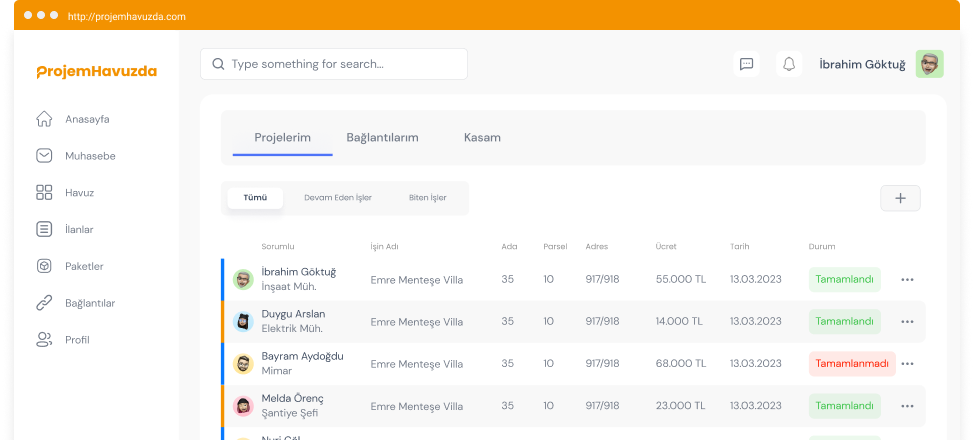 http://projemhavuzda.com
ProjemHavuzda
Type something for search...
İbrahim Göktuğ
Anasayfa
Muhasebe
Havuz
İlanlar
Paketler
Bağlantılar
Profil
Projelerim Bağlantılarım Kasam
Tümü Devam Eden İşler Biten İşler
Sorumlu İşin Adı Ada Parsel Adres Ücret Tarih Durum
İbrahim Göktuğ
İnşaat Müh. Emre Menteşe Villa 35 10 917/918 55.000 TL 13.03.2023 Tamamlandı
Duygu Arslan
Elektrik Müh. Emre Menteşe Villa 35 10 917/918 14.000 TL 13.03.2023 Tamamlandı
Bayram Aydoğdu
Mimar Emre Menteşe Villa 35 10 917/918 68.000 TL 13.03.2023 Tamamlanmadı
Melda Örenç
Şantiye Şefi Emre Menteşe Villa 35 10 917/918 23.000 TL 13.03.2023 Tamamlandı